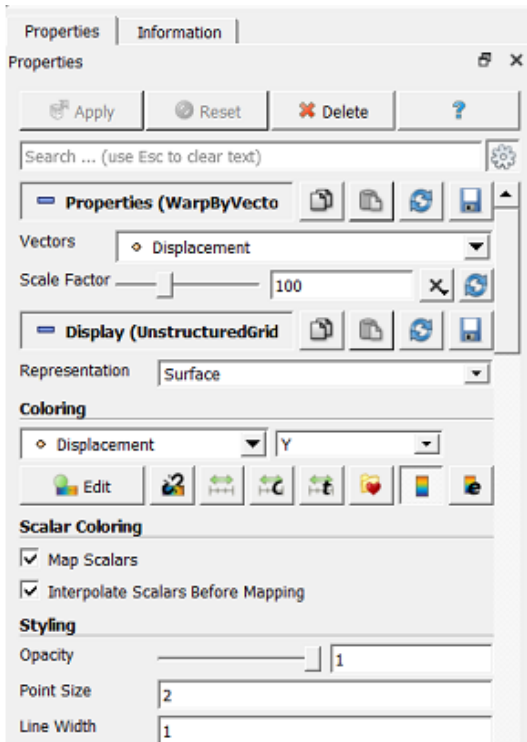 Properties Information
Properties
Apply Reset Delete ?
Search ... (use Esc to clear text)
Properties (WarpByVecto
Vectors Displacement
Scale Factor 100
Display (UnstructuredGrid
Representation Surface
Coloring
Displacement Y
Edit c t e
Scalar Coloring
Map Scalars
Interpolate Scalars Before Mapping
Styling
Opacity 1
Point Size 2
Line Width 1